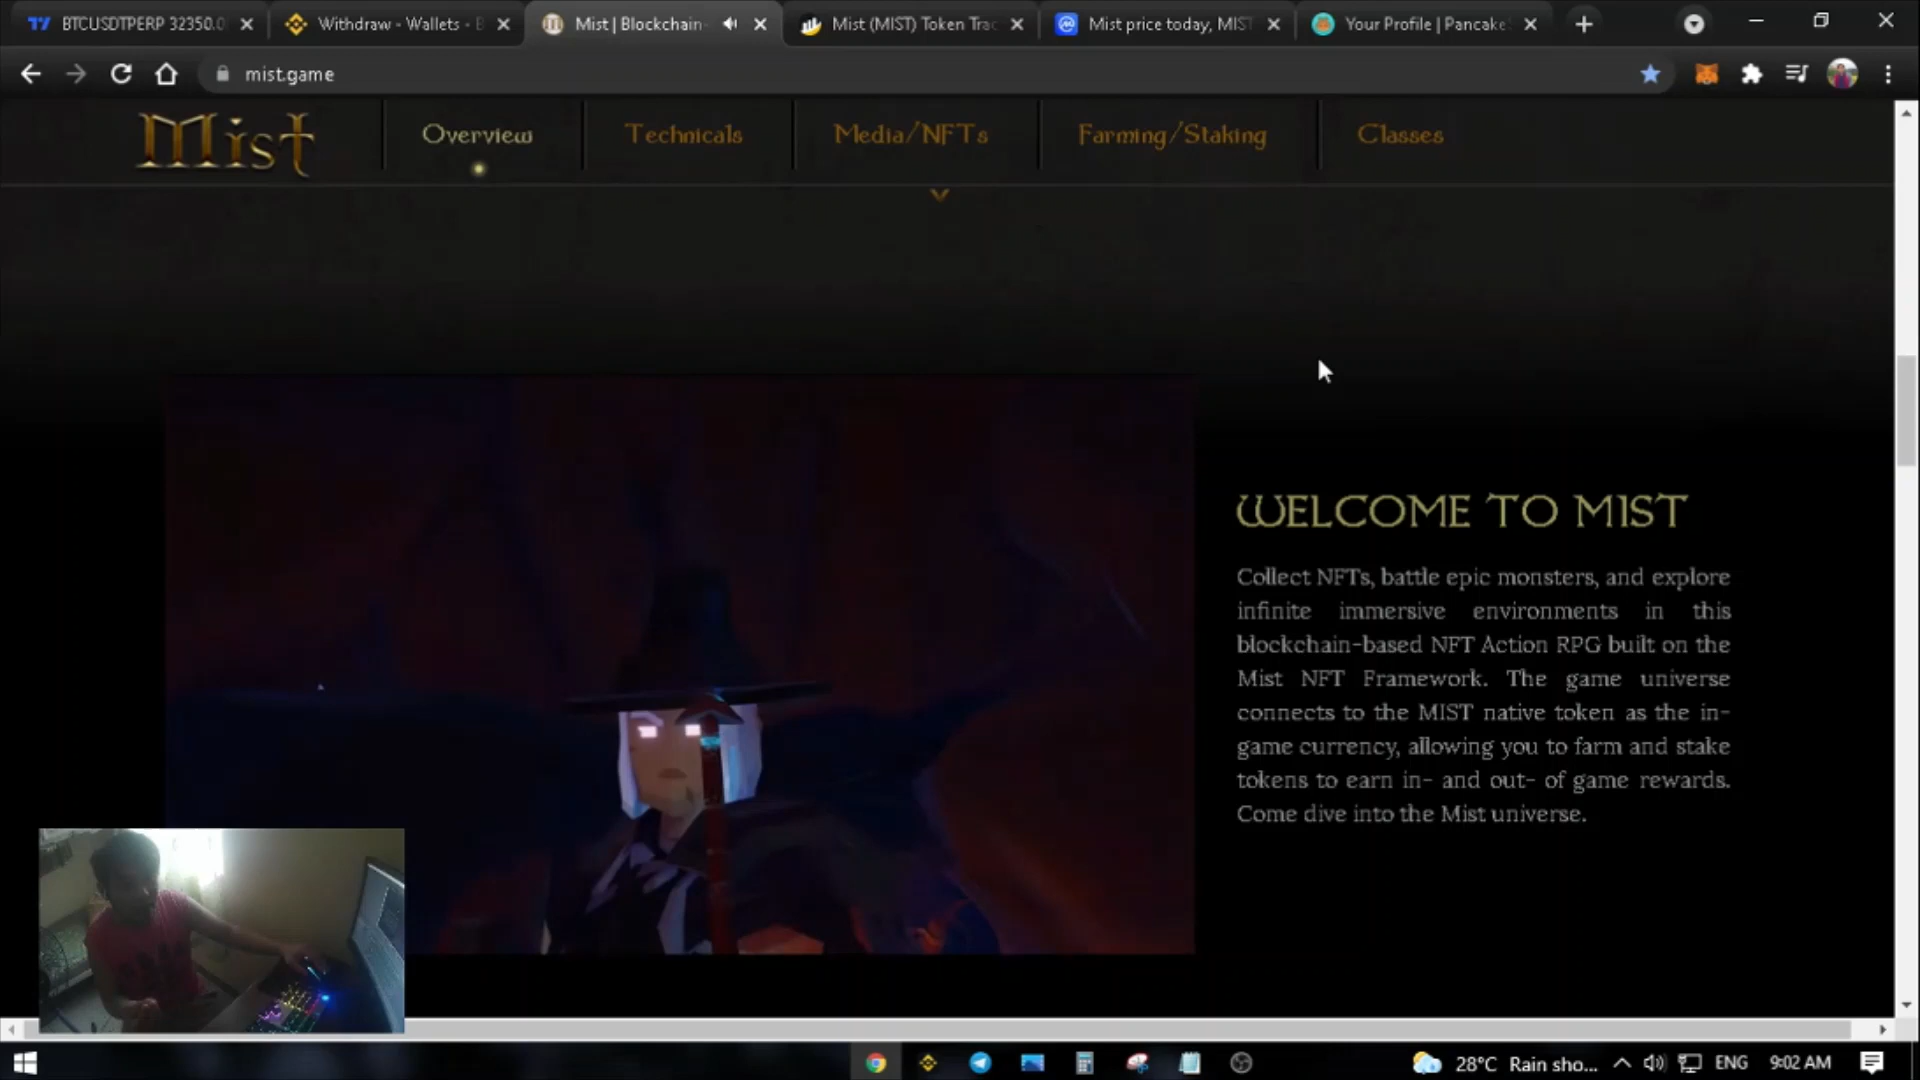 BTCUSDTPERP 32350.0
Withdraw - Wallets - B
Mist | Blockchain-
Mist (MIST) Token Trac
Mist price today, MIST
Your Profile | Pancake
mist.game
Mist
Overview
Technicals
Media/NFTs
Farming/Staking
Classes
WELCOME TO MIST
Collect NFTs, battle epic monsters, and explore
infinite immersive environments in this
blockchain-based NFT Action RPG built on the
Mist NFT Framework. The game universe
connects to the MIST native token as the in-
game currency, allowing you to farm and stake
tokens to earn in- and out- of game rewards.
Come dive into the Mist universe.
28°C Rain sho...
ENG
9:02 AM